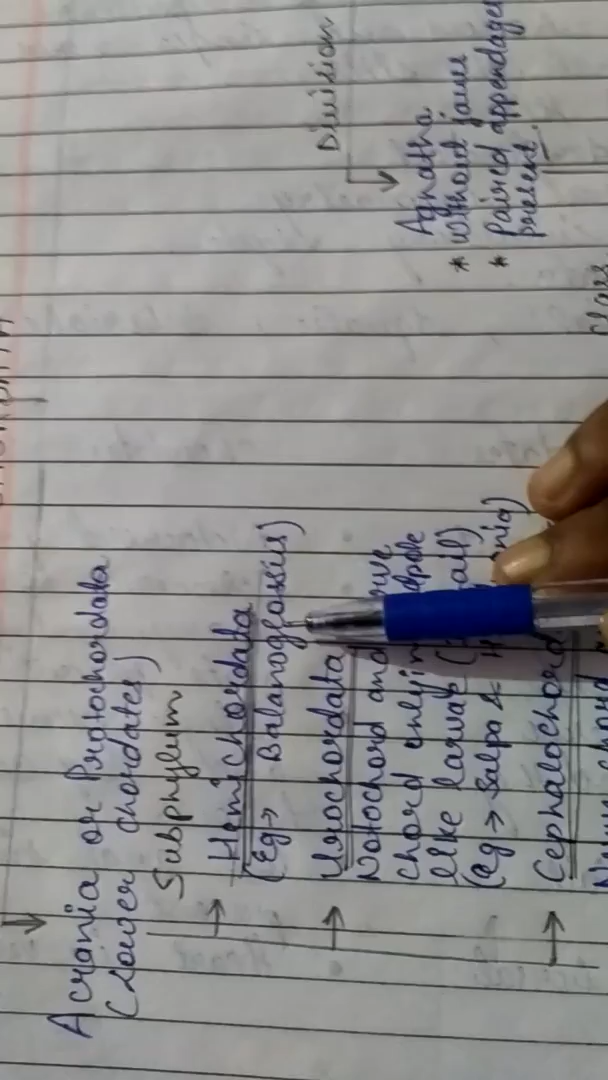 Acrania or Protochordata
(Lower chordates)
Subphylum
→ Hemichordata
(Eg→ Balanoglossus)
→ Urochordata
Notochord and
chord only in
like larvae
(eg → Salpa &
→ Cephalochord
Division
Agnatha
* without jaws
* Paired appendages
present.
Class